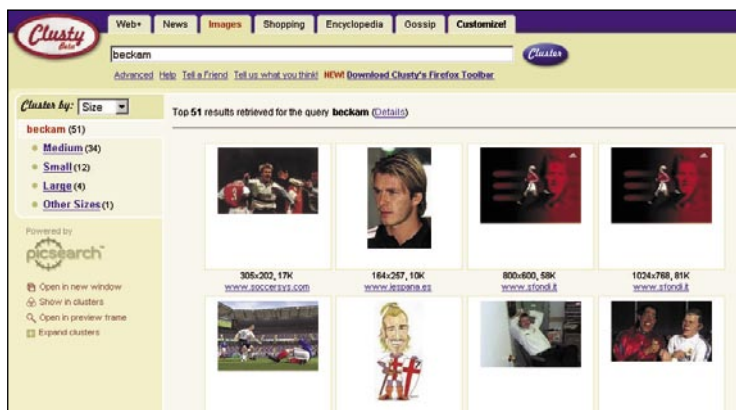 Web+ News Images Shopping Encyclopedia Gossip Customize!
Clusty
Beta
beckam
Cluster
Advanced Help Tell a Friend Tell us what you think! NEW! Download Clusty's Firefox Toolbar
Cluster by: Size
Top 51 results retrieved for the query beckam (Details)
beckam (51)
Medium (34)
Small (12)
Large (4)
Other Sizes (1)
Powered by
picsearch™
Open in new window
Show in clusters
Open in preview frame
Expand clusters
305x202, 17K 164x257, 10K 800x600, 58K 1024x768, 81K
www.soccersys.com www.lespana.es www.sfondi.it www.sfondi.it